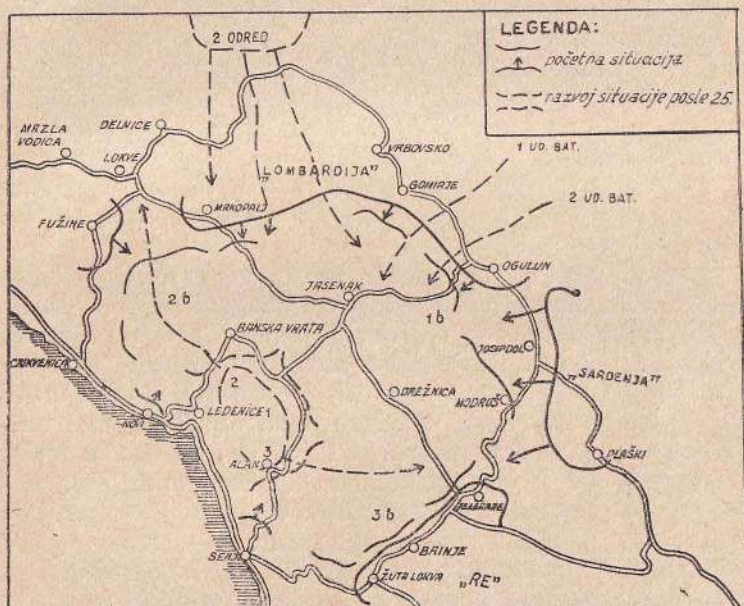 2 ODRED
LEGENDA:
početna situacija
razvoj situacije posle 25.
DELNICE
MRZLA
VODICA
LOKVE
VRBOVSKO
1 UD. BAT.
„LOMBARDIJA”
GOMIRJE
2 UD. BAT.
MRKOPALJ
FUŽINE
OGULUN
JASENAK
2 b
1 b
BANSKA VRATA
JOSIPDOL
CRIKVENICA
2
DREŽNICA
„SARDENJA”
MODRUŠ
NOVI
LEDENICE 1
ALAN
3
PLAŠKI
3 b
SENJ
BRINJE
ŽUTA LOKVA
„RE”